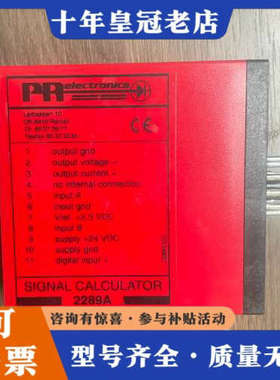 十年皇冠老店
PR electronics
CE
1 output gnd
2 output voltage +
3 output current +
4 no internal connection
5 input A
6 input gnd
7 Vref. +2.5 VDC
8 input B
9 supply +24 VDC
10 supply gnd
11 digital input +
SIGNAL CALCULATOR
2289A
咨询有惊喜·参与补贴活动
票 型号齐全·质量无忧